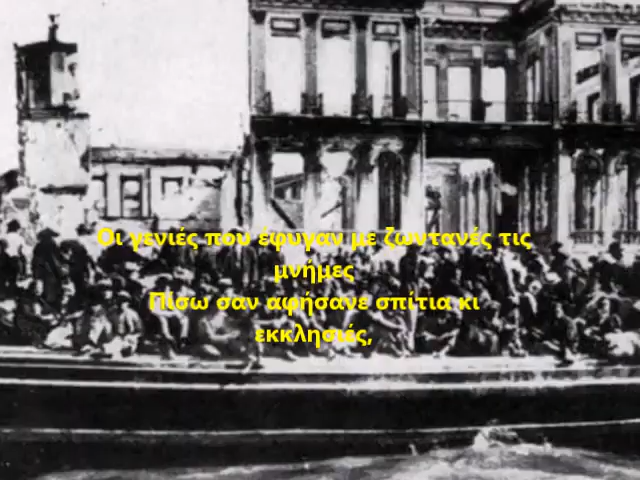 Οι γενιές που έφυγαν με ζωντανές τις
μνήμες
Πίσω σαν αφήσανε σπίτια κι
εκκλησιές,